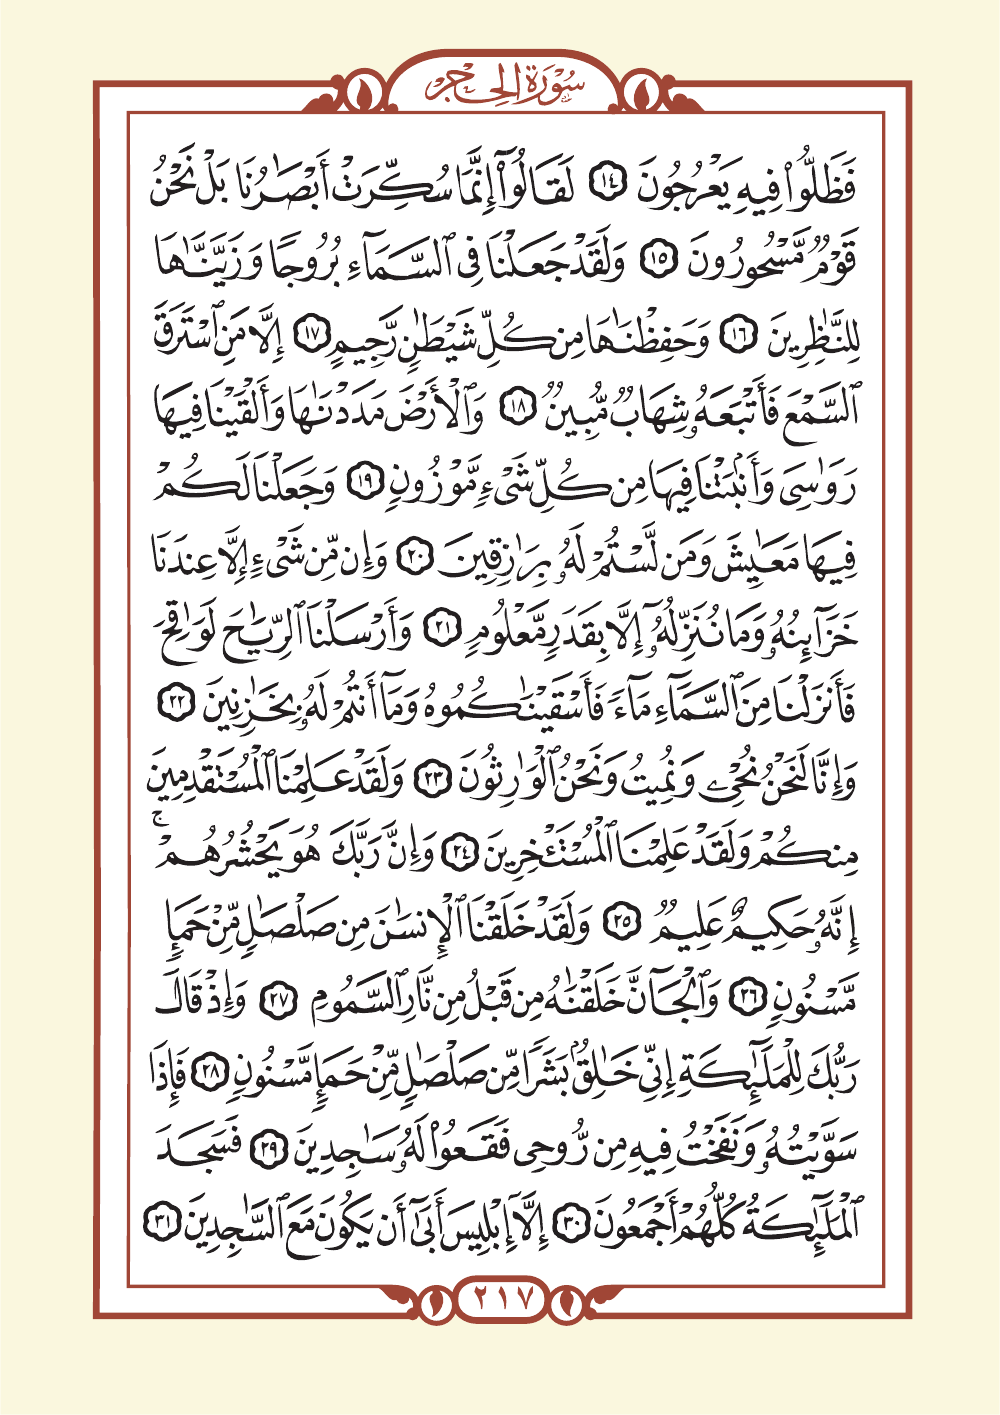 سُورَةُ الحِجرِ
فَظَلُّوا۟ فِيهِ يَعْرُجُونَ ١٤ لَقَالُوٓا۟ إِنَّمَا سُكِّرَتْ أَبْصَٰرُنَا بَلْ نَحْنُ
قَوْمٌ مَّسْحُورُونَ ١٥ وَلَقَدْ جَعَلْنَا فِى ٱلسَّمَآءِ بُرُوجًا وَزَيَّنَّٰهَا
لِلنَّٰظِرِينَ ١٦ وَحَفِظْنَٰهَا مِن كُلِّ شَيْطَٰنٍ رَّجِيمٍ ١٧ إِلَّا مَنِ ٱسْتَرَقَ
ٱلسَّمْعَ فَأَتْبَعَهُۥ شِهَابٌ مُّبِينٌ ١٨ وَٱلْأَرْضَ مَدَدْنَٰهَا وَأَلْقَيْنَا فِيهَا
رَوَٰسِىَ وَأَنۢبَتْنَا فِيهَا مِن كُلِّ شَىْءٍ مَّوْزُونٍ ١٩ وَجَعَلْنَا لَكُمْ
فِيهَا مَعَٰيِشَ وَمَن لَّسْتُمْ لَهُۥ بِرَٰزِقِينَ ٢٠ وَإِن مِّن شَىْءٍ إِلَّا عِندَنَا
خَزَآئِنُهُۥ وَمَا نُنَزِّلُهُۥٓ إِلَّا بِقَدَرٍ مَّعْلُومٍ ٢١ وَأَرْسَلْنَا ٱلرِّيَٰحَ لَوَٰقِحَ
فَأَنزَلْنَا مِنَ ٱلسَّمَآءِ مَآءً فَأَسْقَيْنَٰكُمُوهُ وَمَآ أَنتُمْ لَهُۥ بِخَٰزِنِينَ ٢٢
وَإِنَّا لَنَحْنُ نُحْىِۦ وَنُمِيتُ وَنَحْنُ ٱلْوَٰرِثُونَ ٢٣ وَلَقَدْ عَلِمْنَا ٱلْمُسْتَقْدِمِينَ
مِنكُمْ وَلَقَدْ عَلِمْنَا ٱلْمُسْتَـْٔخِرِينَ ٢٤ وَإِنَّ رَبَّكَ هُوَ يَحْشُرُهُمْ ۚ
إِنَّهُۥ حَكِيمٌ عَلِيمٌ ٢٥ وَلَقَدْ خَلَقْنَا ٱلْإِنسَٰنَ مِن صَلْصَٰلٍ مِّنْ حَمَإٍ
مَّسْنُونٍ ٢٦ وَٱلْجَآنَّ خَلَقْنَٰهُ مِن قَبْلُ مِن نَّارِ ٱلسَّمُومِ ٢٧ وَإِذْ قَالَ
رَبُّكَ لِلْمَلَٰٓئِكَةِ إِنِّى خَٰلِقٌۢ بَشَرًا مِّن صَلْصَٰلٍ مِّنْ حَمَإٍ مَّسْنُونٍ ٢٨ فَإِذَا
سَوَّيْتُهُۥ وَنَفَخْتُ فِيهِ مِن رُّوحِى فَقَعُوا۟ لَهُۥ سَٰجِدِينَ ٢٩ فَسَجَدَ
ٱلْمَلَٰٓئِكَةُ كُلُّهُمْ أَجْمَعُونَ ٣٠ إِلَّآ إِبْلِيسَ أَبَىٰٓ أَن يَكُونَ مَعَ ٱلسَّٰجِدِينَ ٣١
٢١٧